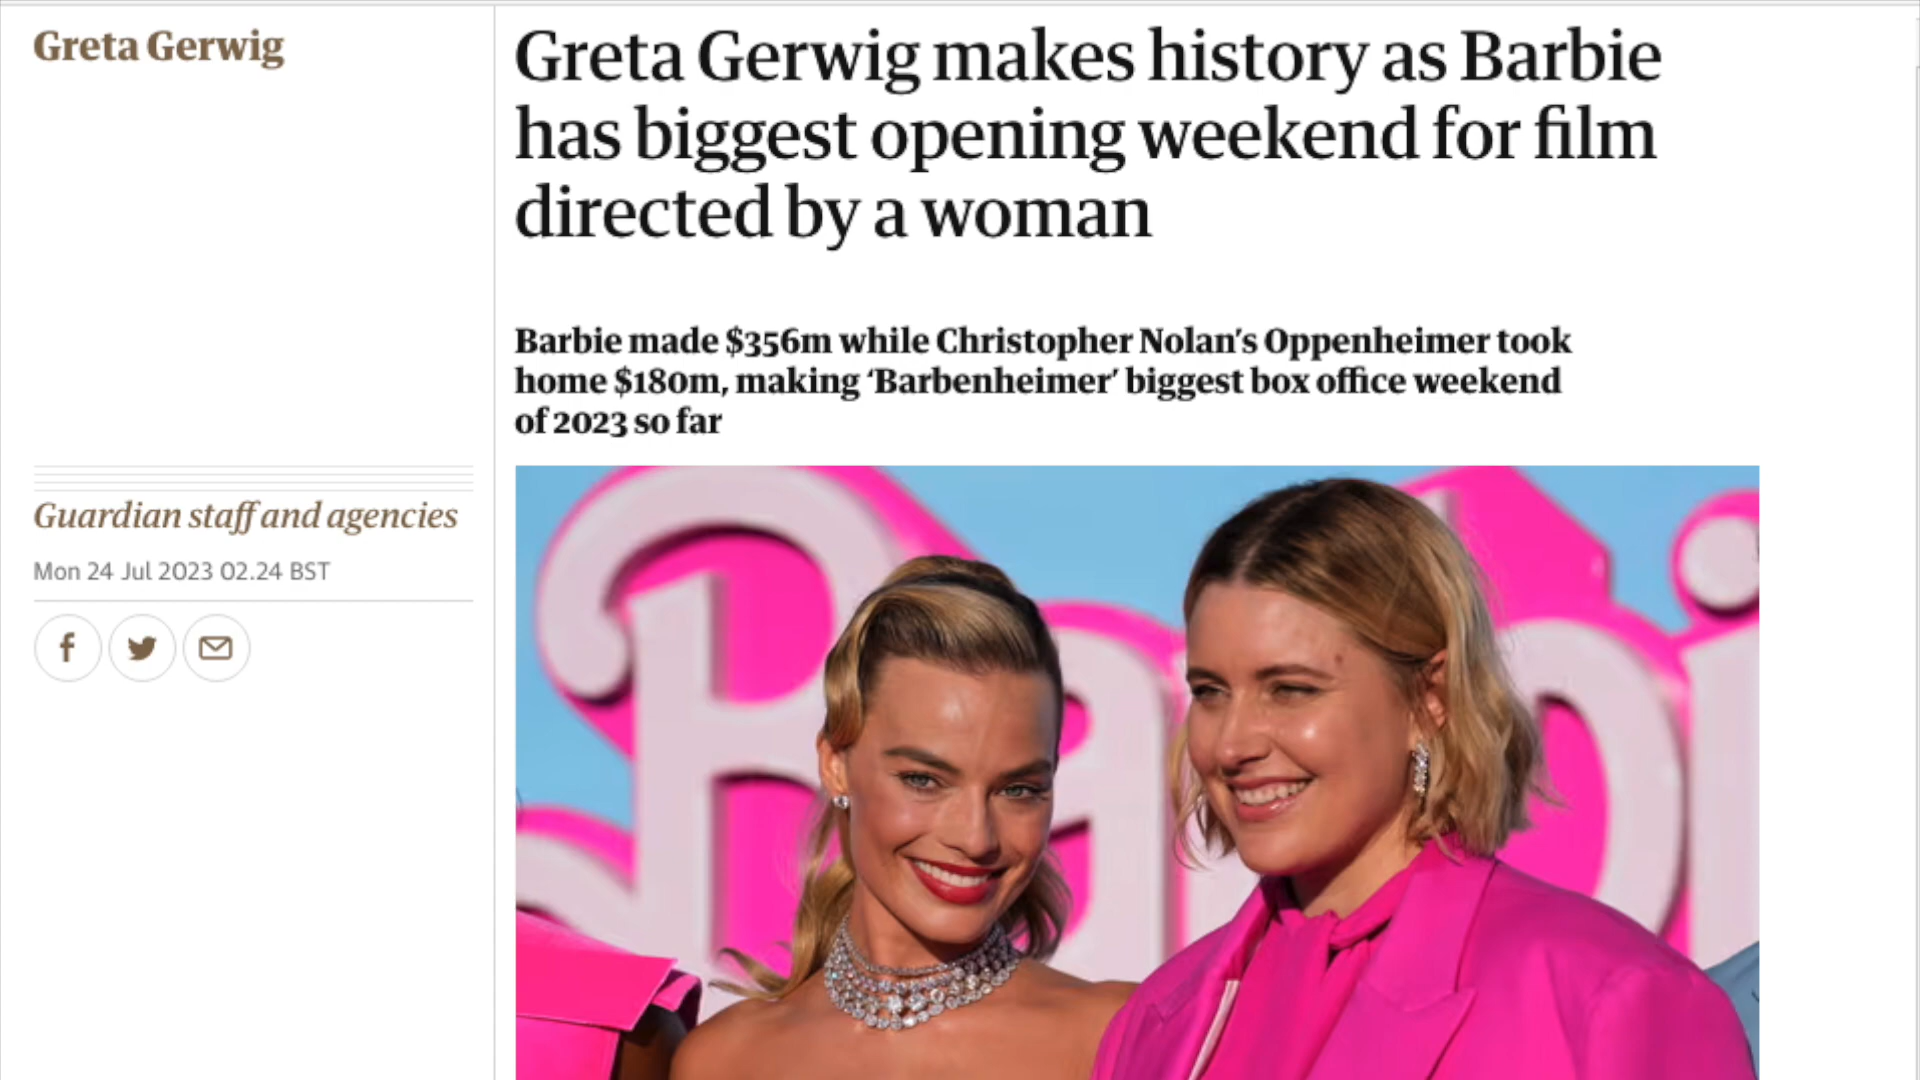 Greta Gerwig
Greta Gerwig makes history as Barbie
has biggest opening weekend for film
directed by a woman
Barbie made $356m while Christopher Nolan’s Oppenheimer took
home $180m, making ‘Barbenheimer’ biggest box office weekend
of 2023 so far
Guardian staff and agencies
Mon 24 Jul 2023 02.24 BST
Barbi